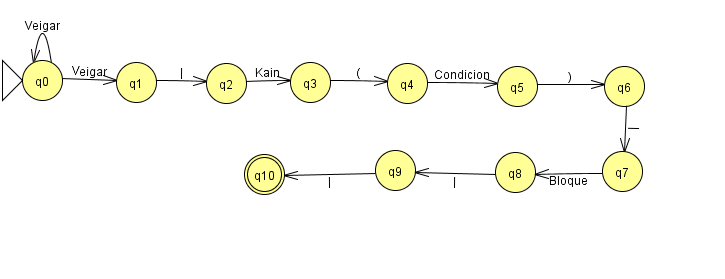 Veigar
q0
Veigar
q1
|
q2
Kain
q3
(
q4
Condicion
q5
)
q6
|
q7
Bloque
q8
|
q9
|
q10